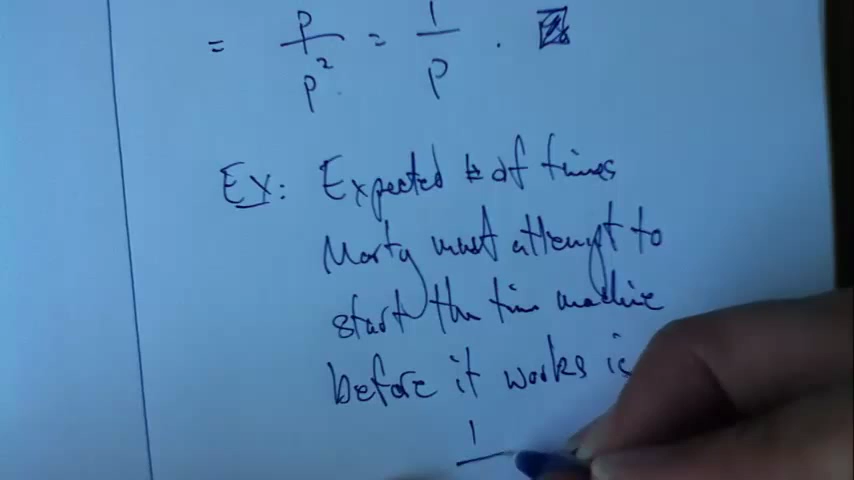 = p/p² = 1/p .
Ex: Expected # of times
Marty must attempt to
start the time machine
before it works is
1